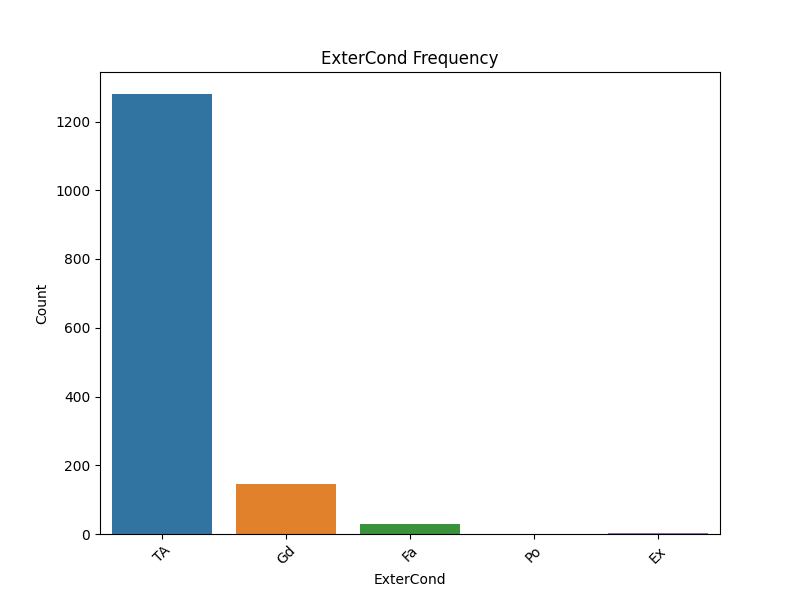 ExterCond Frequency
1200
1000
800
600
400
200
0
Count
TA
Gd
Fa
Po
Ex
ExterCond